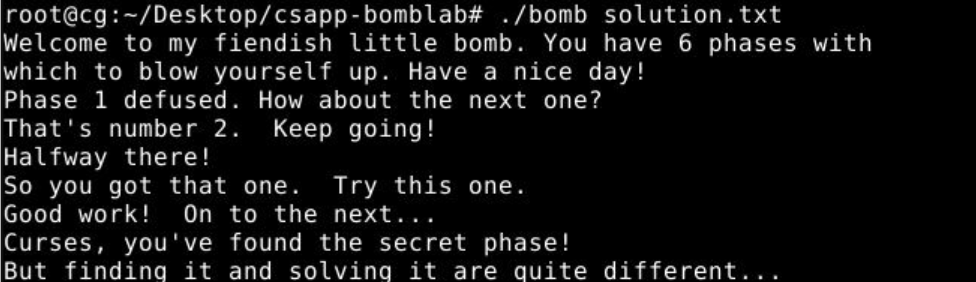 root@cg:~/Desktop/csapp-bomblab# ./bomb solution.txt
Welcome to my fiendish little bomb. You have 6 phases with
which to blow yourself up. Have a nice day!
Phase 1 defused. How about the next one?
That's number 2.  Keep going!
Halfway there!
So you got that one.  Try this one.
Good work!  On to the next...
Curses, you've found the secret phase!
But finding it and solving it are quite different...